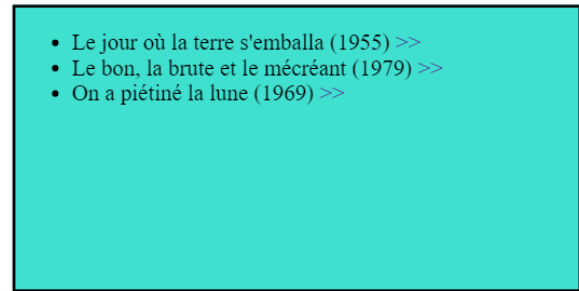 • Le jour où la terre s'emballa (1955) >>
• Le bon, la brute et le mécréant (1979) >>
• On a piétiné la lune (1969) >>